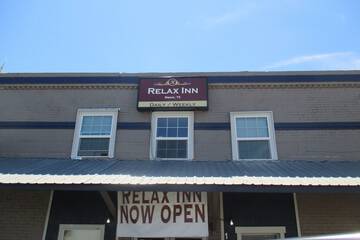 RELAX INN
DAILY / WEEKLY
RELAX INN
NOW OPEN